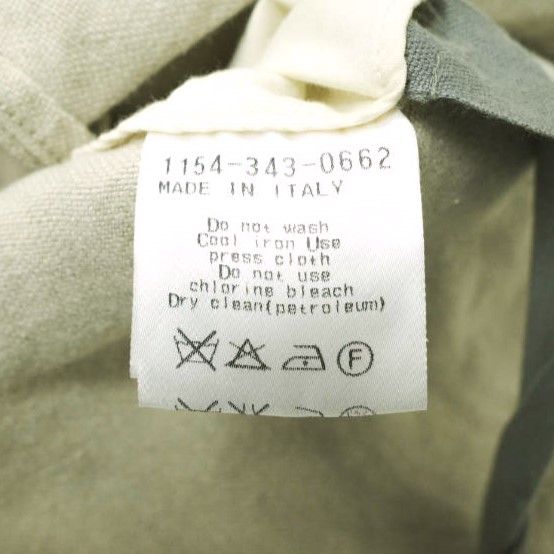 1154-343-0662
MADE IN ITALY
Do not wash
Cool iron Use
press cloth
Do not use
chlorine bleach
Dry clean(petroleum)
F